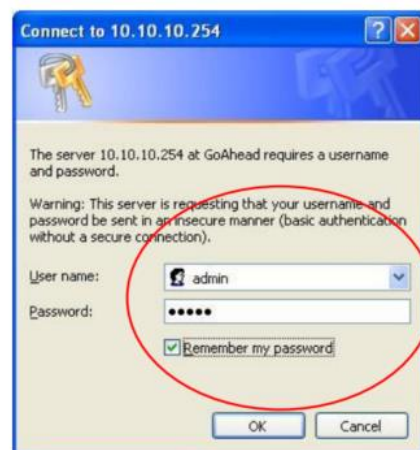 Connect to 10.10.10.254
The server 10.10.10.254 at GoAhead requires a username
and password.
Warning: This server is requesting that your username and
password be sent in an insecure manner (basic authentication
without a secure connection).
User name:
admin
Password:
•••••
Remember my password
OK
Cancel